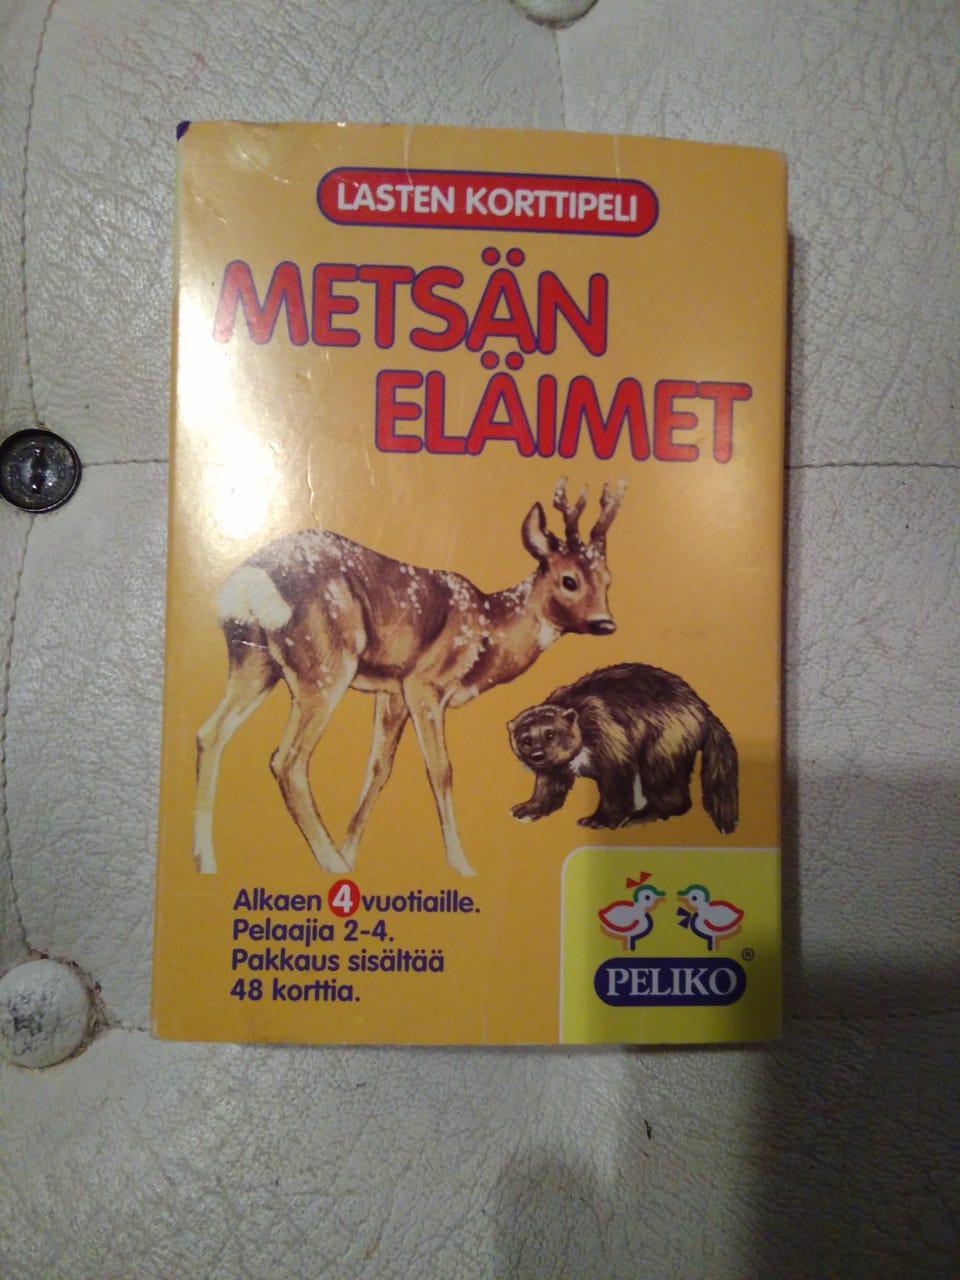 LASTEN KORTTIPELI
METSÄN
ELÄIMET
Alkaen 4 vuotiaille.
Pelaajia 2-4.
Pakkaus sisältää
48 korttia.
PELIKO®